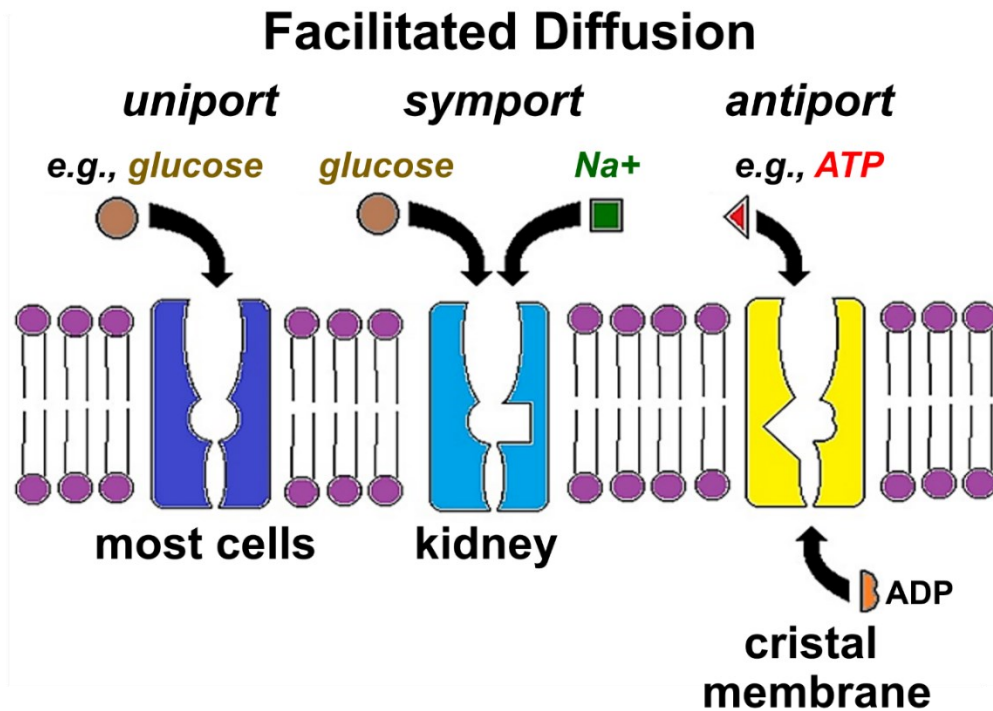 Facilitated Diffusion
uniport symport antiport
e.g., glucose glucose Na+ e.g., ATP
most cells kidney
ADP
cristal
membrane